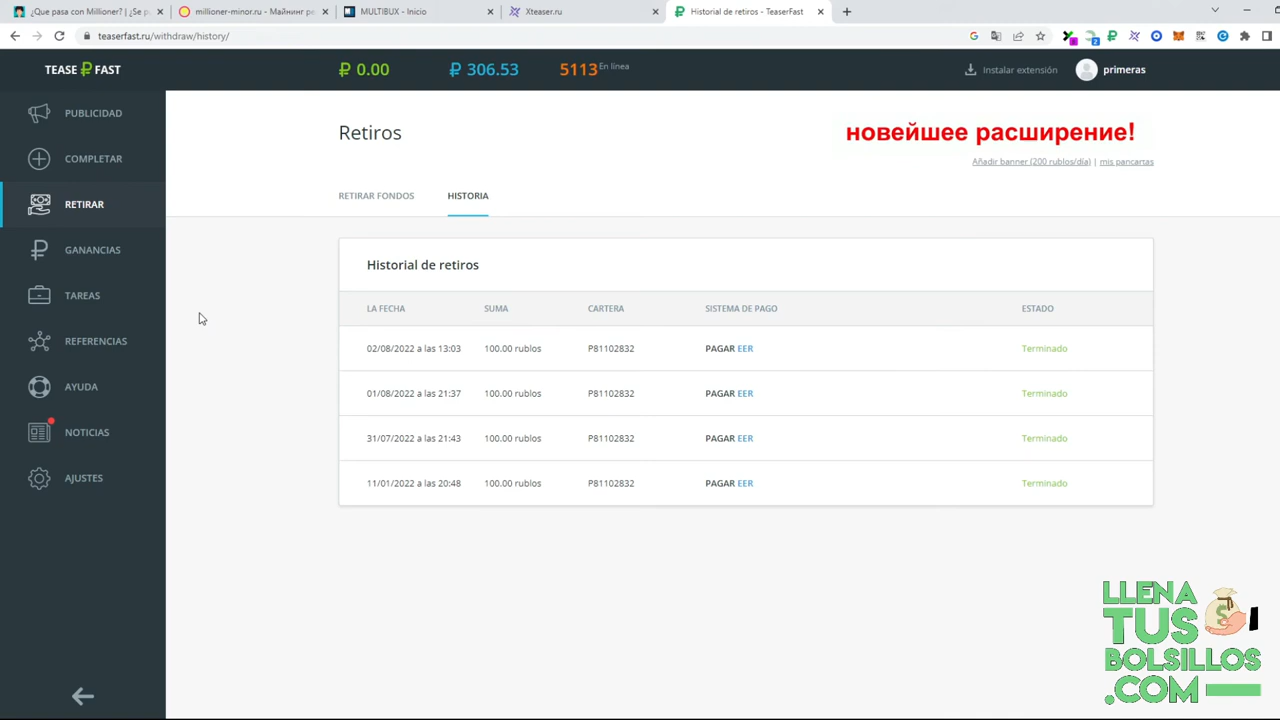 ¿Que pasa con Millioner? | ¿Se p
millioner-minor.ru - Майнинг ре
MULTIBUX - Inicio
Xteaser.ru
Historial de retiros - TeaserFast
teaserfast.ru/withdraw/history/
TEASE FAST
₽ 0.00
₽ 306.53
5113 En línea
Instalar extensión
primeras
PUBLICIDAD
COMPLETAR
RETIRAR
GANANCIAS
TAREAS
REFERENCIAS
AYUDA
NOTICIAS
AJUSTES
Retiros
новейшее расширение!
Añadir banner (200 rublos/día) | mis pancartas
RETIRAR FONDOS HISTORIA
Historial de retiros
LA FECHA SUMA CARTERA SISTEMA DE PAGO ESTADO
02/08/2022 a las 13:03 100.00 rublos P81102832 PAGAR EER Terminado
01/08/2022 a las 21:37 100.00 rublos P81102832 PAGAR EER Terminado
31/07/2022 a las 21:43 100.00 rublos P81102832 PAGAR EER Terminado
11/01/2022 a las 20:48 100.00 rublos P81102832 PAGAR EER Terminado
LLENA
TUS
BOLSILLOS
.COM